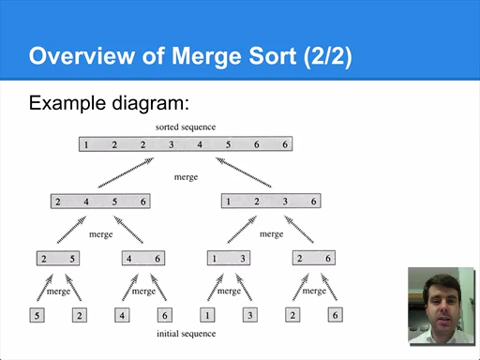 Overview of Merge Sort (2/2)
Example diagram:
sorted sequence
1 2 2 3 4 5 6 6
merge
2 4 5 6 1 2 3 6
merge merge
2 5 4 6 1 3 2 6
merge merge merge merge
5 2 4 6 1 3 2 6
initial sequence